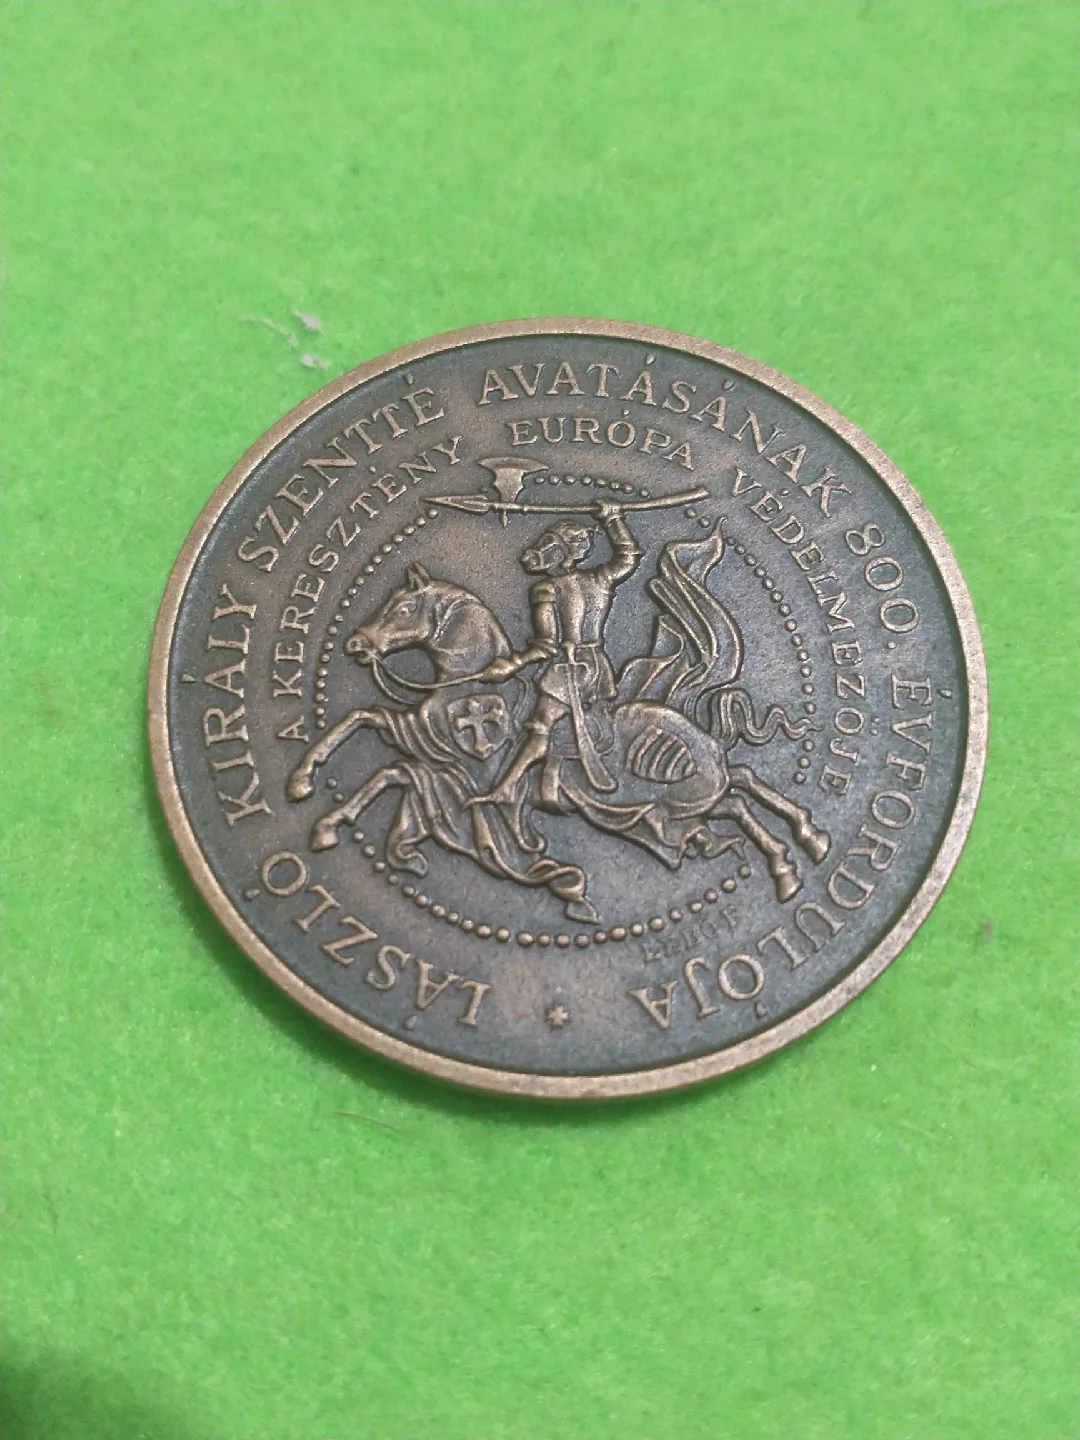 LÁSZLÓ KIRÁLY SZENTTÉ AVATÁSÁNAK 800. ÉVFORDULÓJA *
A KERESZTÉNY EURÓPA VÉDELMEZŐJE